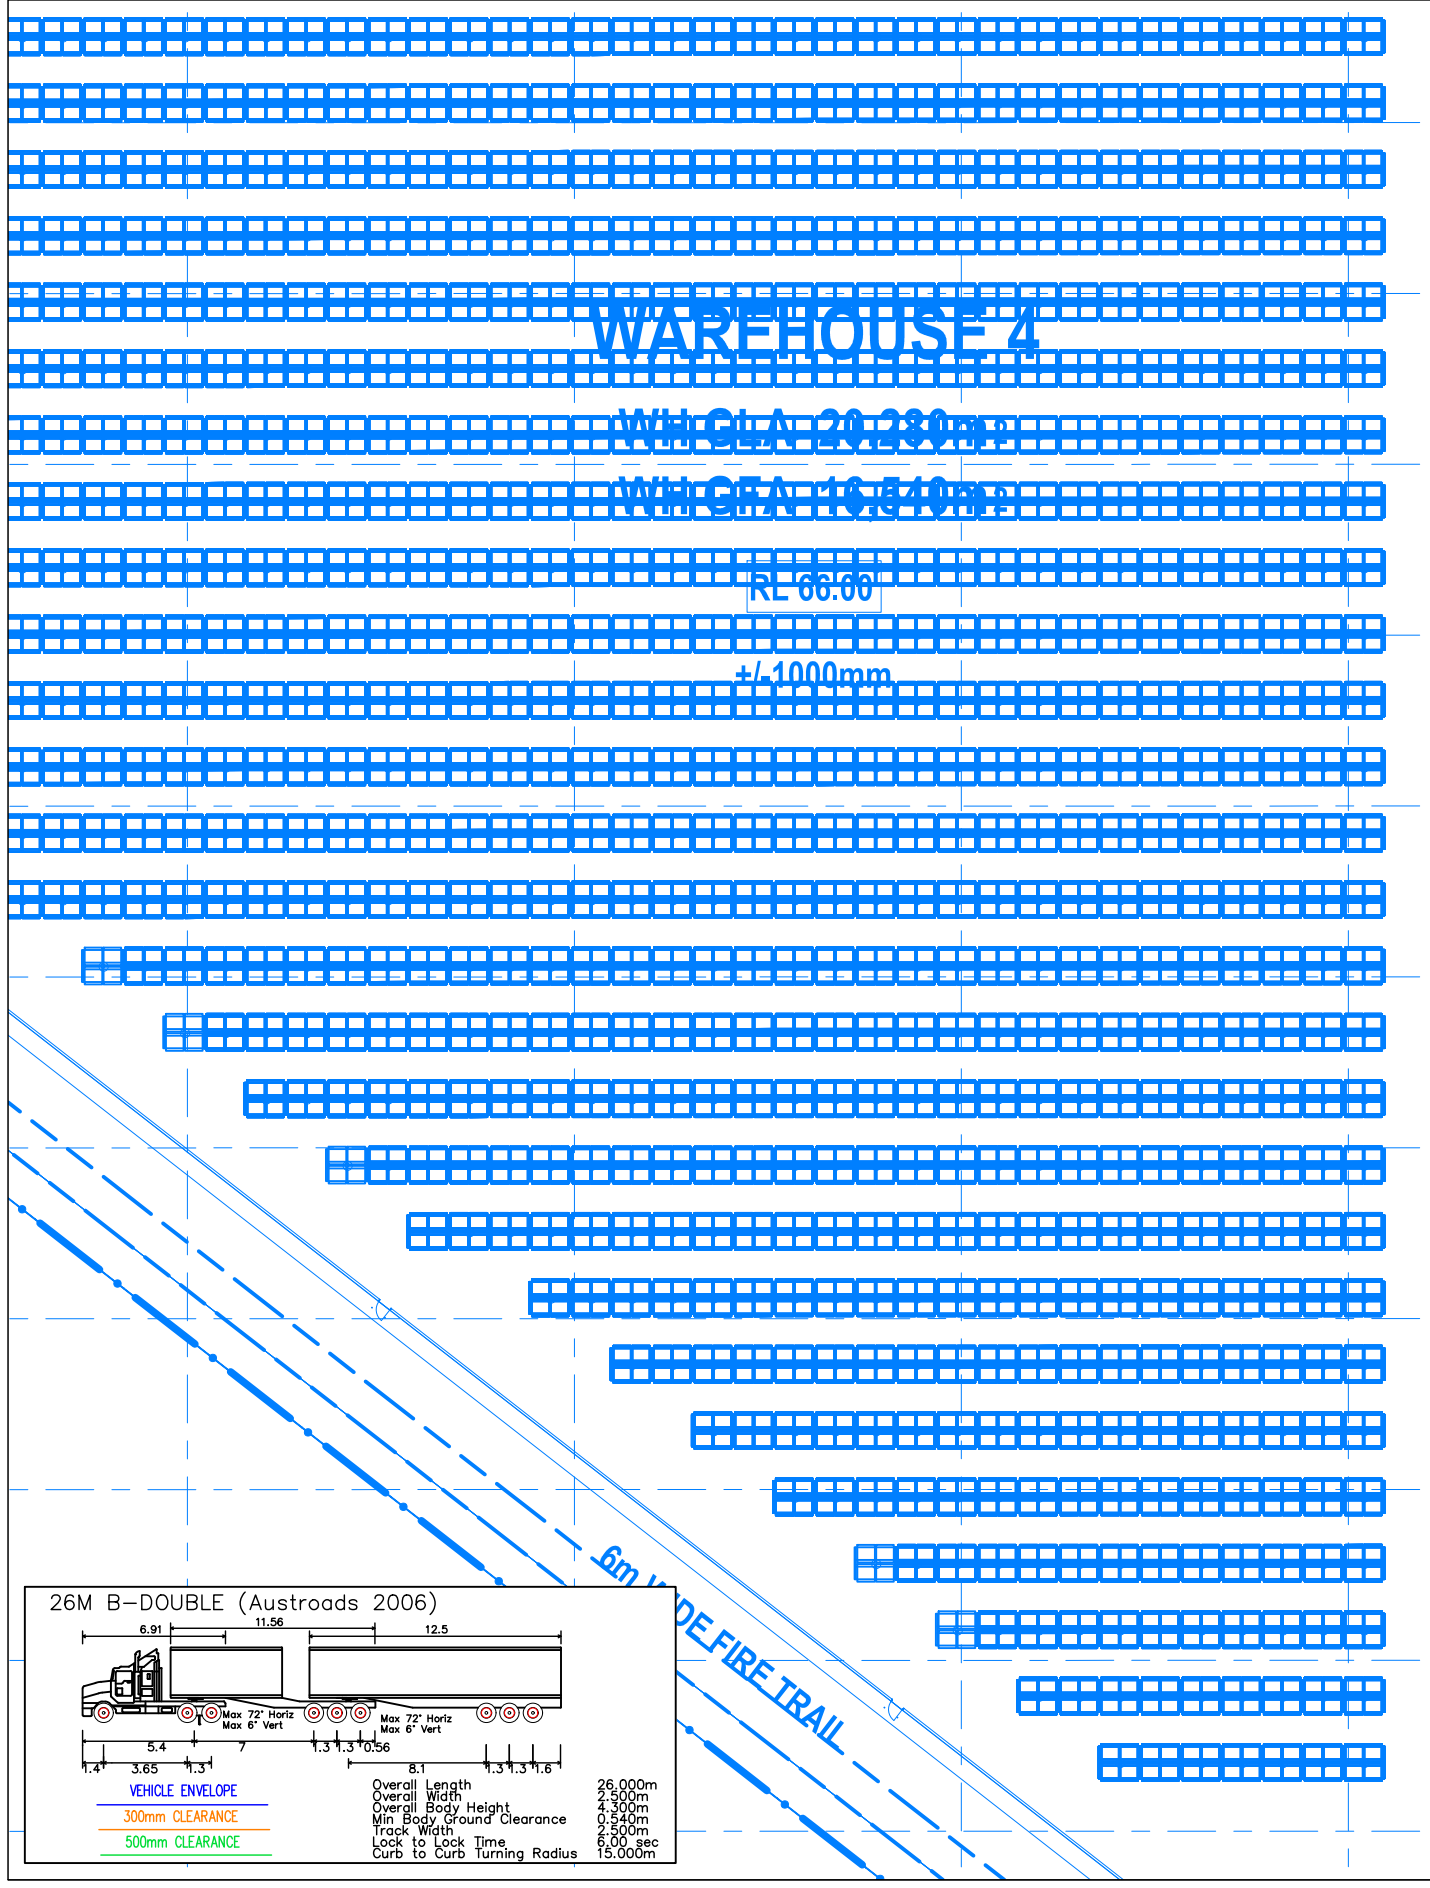 WAREHOUSE 4
WH GLA 20,280m²
WH GFA 16,540m²
RL 66.00
+/-1000mm
6m WIDE FIRE TRAIL
26M B-DOUBLE (Austroads 2006)
11.56
6.91
12.5
Max 72° Horiz
Max 6° Vert
Max 72° Horiz
Max 6° Vert
5.4
7
1.3
1.3
0.56
1.4
3.65
1.3
8.1
1.3
1.3
1.6
VEHICLE ENVELOPE
300mm CLEARANCE
500mm CLEARANCE
Overall Length 26.000m
Overall Width 2.500m
Overall Body Height 4.300m
Min Body Ground Clearance 0.540m
Track Width 2.500m
Lock to Lock Time 6.00 sec
Curb to Curb Turning Radius 15.000m